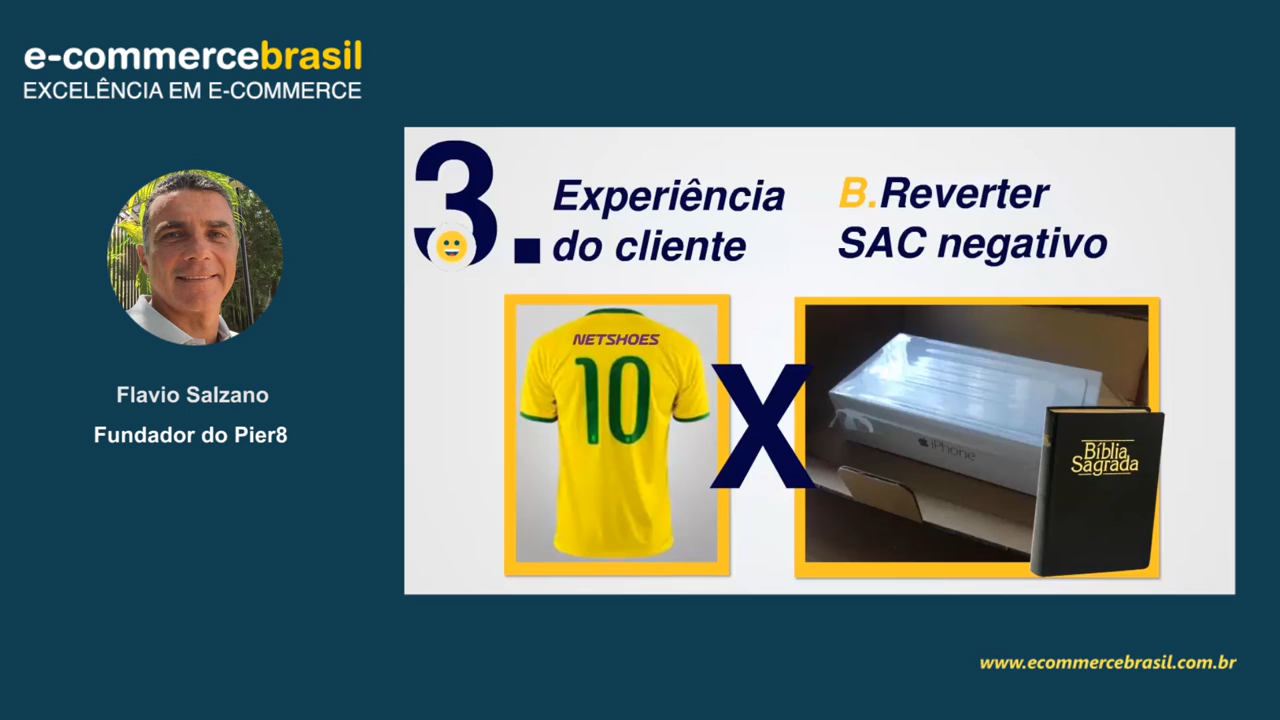 e-commercebrasil
EXCELÊNCIA EM E-COMMERCE
Flavio Salzano
Fundador do Pier8
3.
Experiência
do cliente
B.Reverter
SAC negativo
NETSHOES
10
X
iPhone
Bíblia
Sagrada
www.ecommercebrasil.com.br